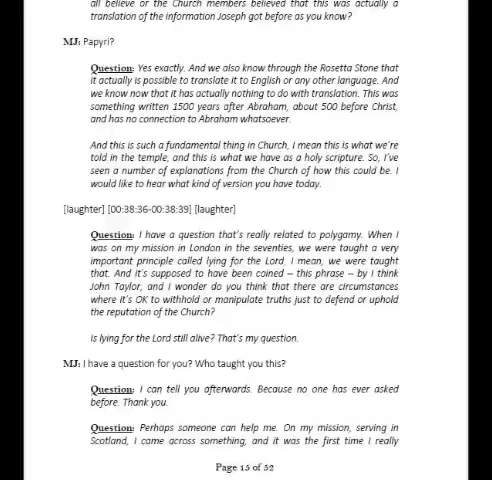 all believe or the Church members believed that this was actually a
translation of the information Joseph got before as you know?
MJ: Papyri?
Question: Yes exactly. And we also know through the Rosetta Stone that
it actually is possible to translate it to English or any other language. And
we know now that it has actually nothing to do with translation. This was
something written 1500 years after Abraham, about 500 before Christ,
and has no connection to Abraham whatsoever.
And this is such a fundamental thing in Church, I mean this is what we're
told in the temple, and this is what we have as a holy scripture. So, I've
seen a number of explanations from the Church of how this could be. I
would like to hear what kind of version you have today.
[laughter] [00:38:36-00:38:39] [laughter]
Question: I have a question that's really related to polygamy. When I
was on my mission in London in the seventies, we were taught a very
important principle called lying for the Lord. I mean, we were taught
that. And it's supposed to have been coined – this phrase – by I think
John Taylor, and I wonder do you think that there are circumstances
where it's OK to withhold or manipulate truths just to defend or uphold
the reputation of the Church?
Is lying for the Lord still alive? That's my question.
MJ: I have a question for you? Who taught you this?
Question: I can tell you afterwards. Because no one has ever asked
before. Thank you.
Question: Perhaps someone can help me. On my mission, serving in
Scotland, I came across something, and it was the first time I really
Page 15 of 52